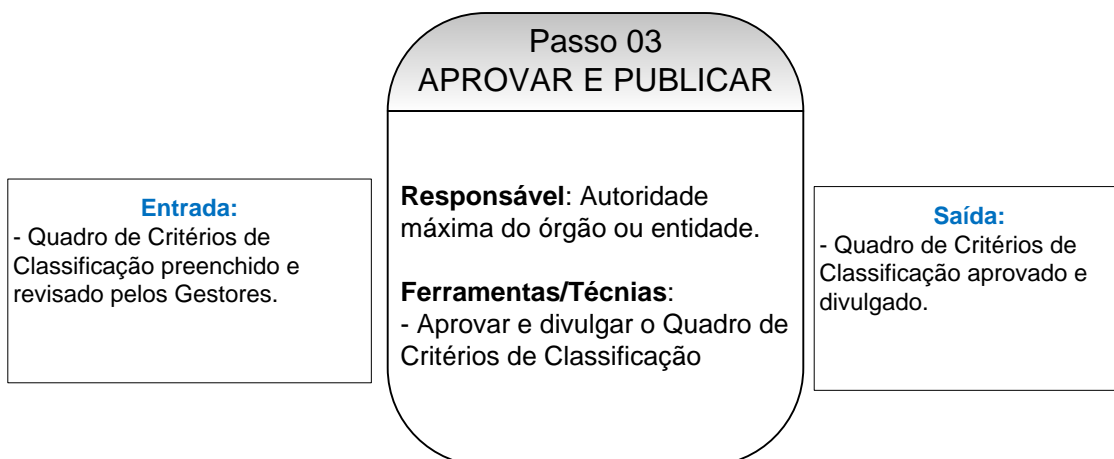 Passo 03
APROVAR E PUBLICAR
Entrada:
- Quadro de Critérios de
Classificação preenchido e
revisado pelos Gestores.
Responsável: Autoridade
máxima do órgão ou entidade.
Ferramentas/Técnias:
- Aprovar e divulgar o Quadro de
Critérios de Classificação
Saída:
- Quadro de Critérios de
Classificação aprovado e
divulgado.